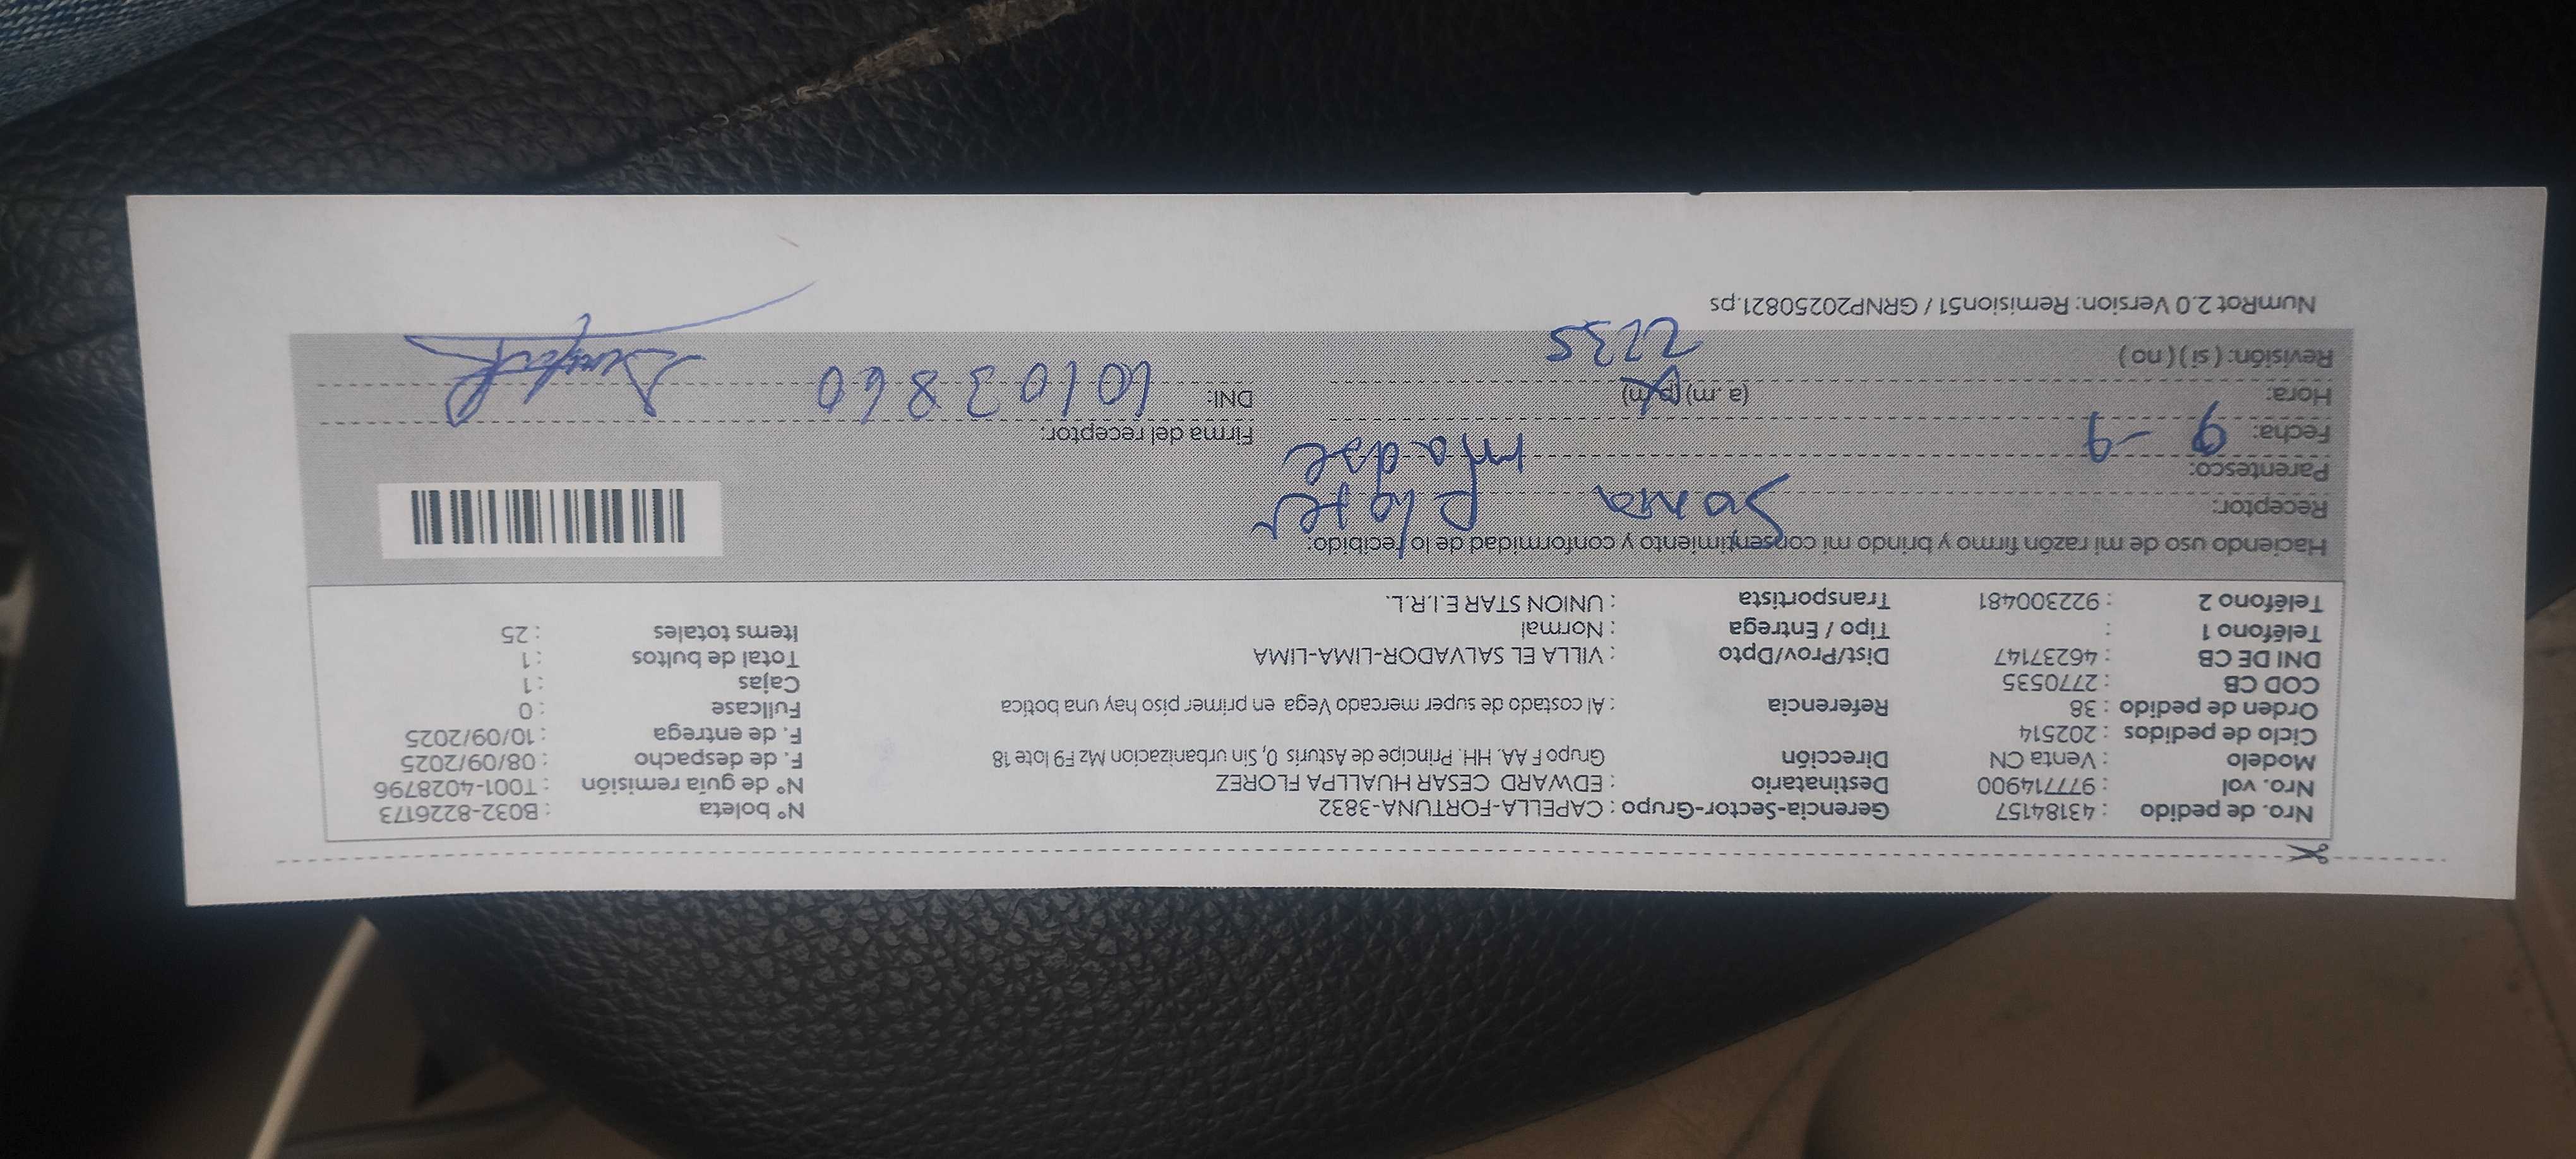 Nro. de pedido : 43184157 Gerencia-Sector-Grupo : CAPELLA-FORTUNA-3832 N° boleta : B032-8226173
Nro. vol : 977714900 Destinatario : EDWARD CESAR HUALLPA FLOREZ N° de guía remisión : T001-4028796
Modelo : Venta CN Dirección Grupo F AA. HH. Principe de Asturis 0, Sin urbanizacion Mz F9 lote 18 F. de despacho : 08/09/2025
Ciclo de pedidos : 202514 F. de entrega : 10/09/2025
Orden de pedido : 38 Referencia : Al costado de super mercado Vega en primer piso hay una botica Fullcase : 0
COD CB : 2770535 Cajas : 1
DNI DE CB : 46237147 Dist/Prov/Dpto : VILLA EL SALVADOR-LIMA-LIMA Total de bultos : 1
Teléfono 1 : Tipo / Entrega : Normal Items totales : 25
Teléfono 2 : 922300481 Transportista : UNION STAR E.I.R.L.
Haciendo uso de mi razón firmo y brindo mi consentimiento y conformidad de lo recibido:
Receptor: Sonia
Parentesco: Madre
Fecha: 9-9 Firma del receptor:
Hora: (a.m) (p.m) DNI: 10103860
Revisión: ( si ) ( no ) 2235
NumRot 2.0 Version: Remision51 / GRNP20250821.ps